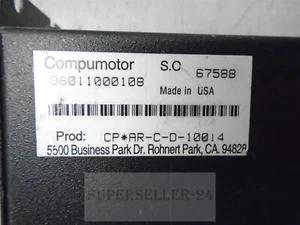 Compumotor S.O 67588
96011000108
Made in USA
Prod: CP*AR-C-D-10014
5500 Business Park Dr. Rohnert Park, CA. 94928
SUPERSELLER-24